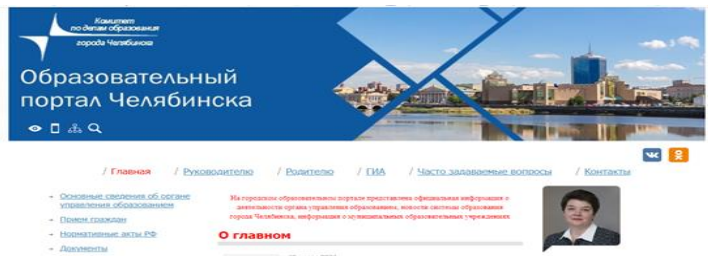 Комитет
по делам образования
города Челябинска
Образовательный
портал Челябинска
/ Главная / Руководителю / Родителю / ГИА / Часто задаваемые вопросы / Контакты
- Основные сведения об органе
управления образованием
- Прием граждан
- Нормативные акты РФ
- Документы
На городском образовательном портале представлена официальная информация о
деятельности органа управления образованием, новости системы образования
города Челябинска, информация о муниципальных образовательных учреждениях
О главном